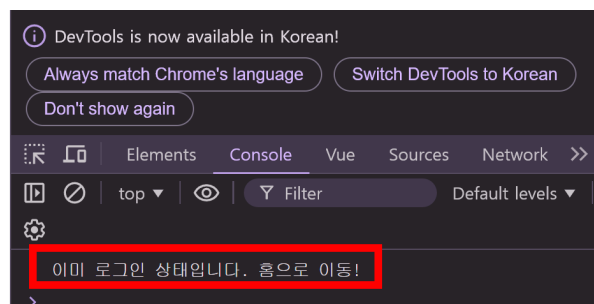 DevTools is now available in Korean!
Always match Chrome's language Switch DevTools to Korean
Don't show again
Elements Console Vue Sources Network
top Filter Default levels
이미 로그인 상태입니다. 홈으로 이동!